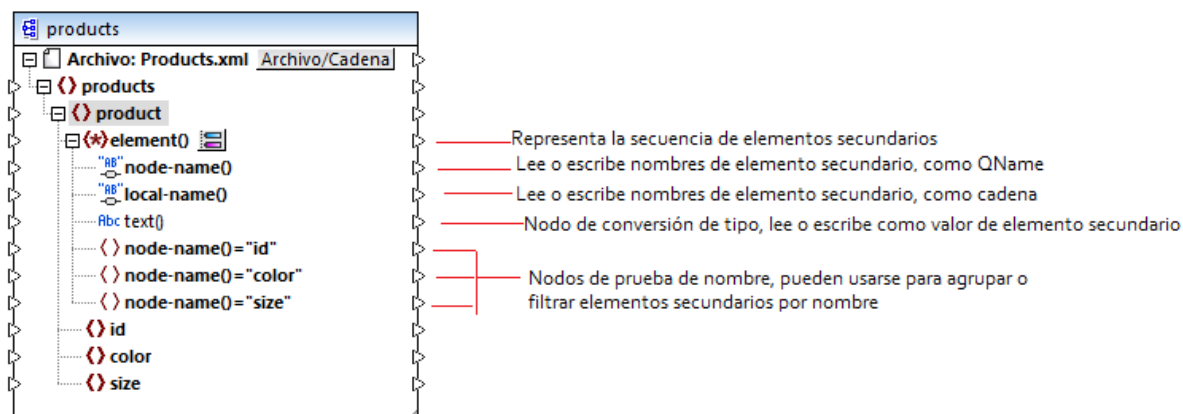 products
Archivo: Products.xml Archivo/Cadena
products
product
element() Representa la secuencia de elementos secundarios
"AB" node-name() Lee o escribe nombres de elemento secundario, como QName
"AB" local-name() Lee o escribe nombres de elemento secundario, como cadena
Abc text() Nodo de conversión de tipo, lee o escribe como valor de elemento secundario
node-name()="id"
node-name()="color" Nodos de prueba de nombre, pueden usarse para agrupar o
node-name()="size" filtrar elementos secundarios por nombre
id
color
size